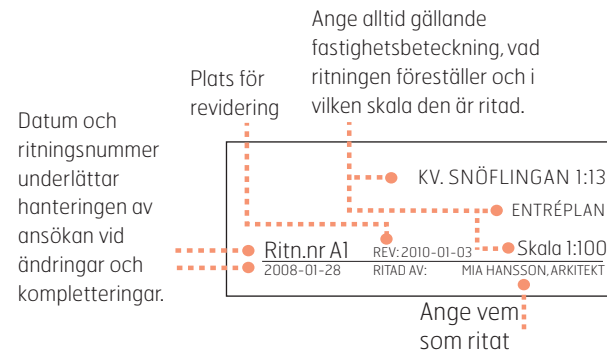 Ange alltid gällande
fastighetsbeteckning, vad
ritningen föreställer och i
vilken skala den är ritad.
Plats för
revidering
Datum och
ritningsnummer
underlättar
hanteringen av
ansökan vid
ändringar och
kompletteringar.
KV. SNÖFLINGAN 1:13
ENTRÉPLAN
Ritn.nr A1 REV: 2010-01-03 Skala 1:100
2008-01-28 RITAD AV: MIA HANSSON, ARKITEKT
Ange vem
som ritat